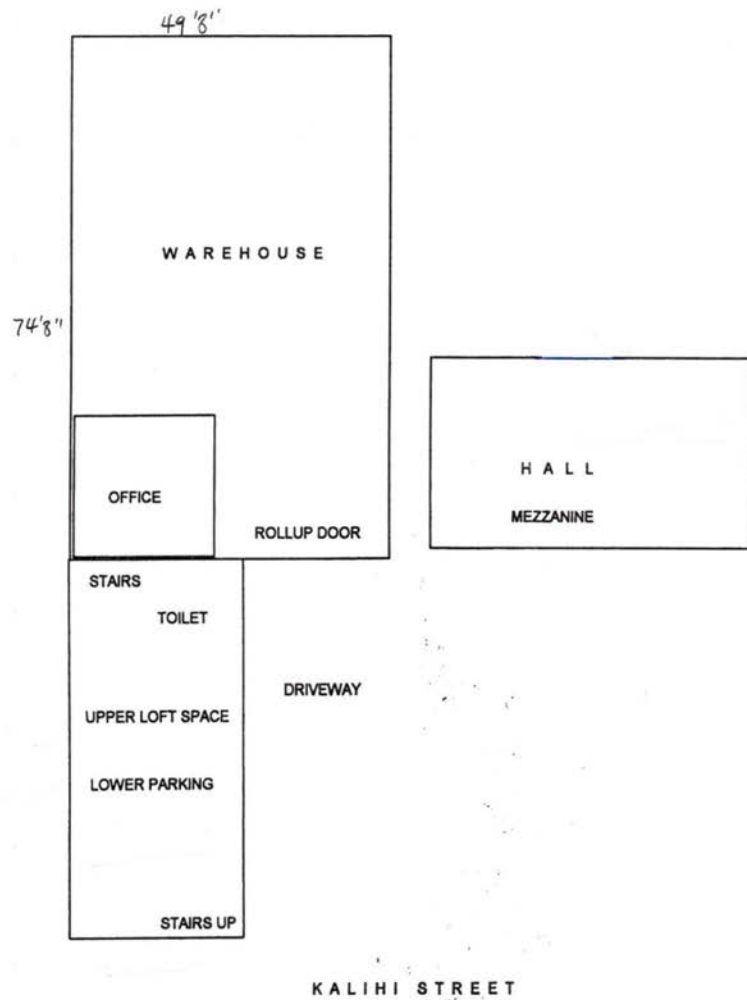 49'8"
WAREHOUSE
74'8"
HALL
OFFICE
MEZZANINE
ROLLUP DOOR
STAIRS
TOILET
DRIVEWAY
UPPER LOFT SPACE
LOWER PARKING
STAIRS UP
KALIHI STREET